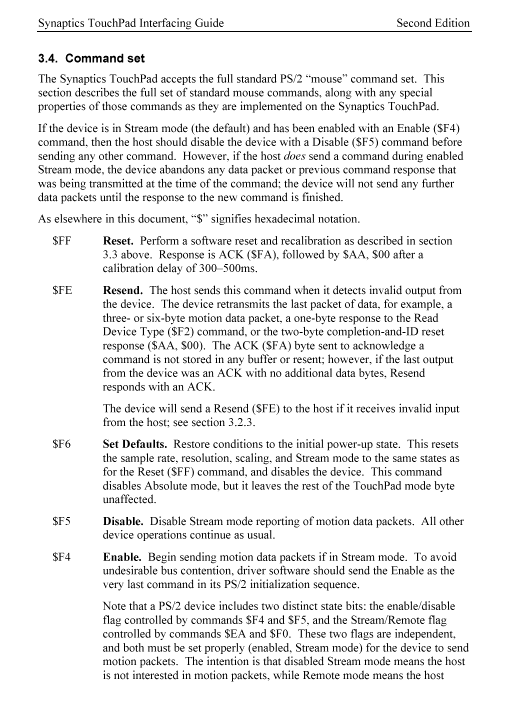 Synaptics TouchPad Interfacing Guide Second Edition
3.4. Command set
The Synaptics TouchPad accepts the full standard PS/2 “mouse” command set. This
section describes the full set of standard mouse commands, along with any special
properties of those commands as they are implemented on the Synaptics TouchPad.
If the device is in Stream mode (the default) and has been enabled with an Enable ($F4)
command, then the host should disable the device with a Disable ($F5) command before
sending any other command. However, if the host does send a command during enabled
Stream mode, the device abandons any data packet or previous command response that
was being transmitted at the time of the command; the device will not send any further
data packets until the response to the new command is finished.
As elsewhere in this document, “$” signifies hexadecimal notation.
$FF Reset. Perform a software reset and recalibration as described in section
3.3 above. Response is ACK ($FA), followed by $AA, $00 after a
calibration delay of 300–500ms.
$FE Resend. The host sends this command when it detects invalid output from
the device. The device retransmits the last packet of data, for example, a
three- or six-byte motion data packet, a one-byte response to the Read
Device Type ($F2) command, or the two-byte completion-and-ID reset
response ($AA, $00). The ACK ($FA) byte sent to acknowledge a
command is not stored in any buffer or resent; however, if the last output
from the device was an ACK with no additional data bytes, Resend
responds with an ACK.
The device will send a Resend ($FE) to the host if it receives invalid input
from the host; see section 3.2.3.
$F6 Set Defaults. Restore conditions to the initial power-up state. This resets
the sample rate, resolution, scaling, and Stream mode to the same states as
for the Reset ($FF) command, and disables the device. This command
disables Absolute mode, but it leaves the rest of the TouchPad mode byte
unaffected.
$F5 Disable. Disable Stream mode reporting of motion data packets. All other
device operations continue as usual.
$F4 Enable. Begin sending motion data packets if in Stream mode. To avoid
undesirable bus contention, driver software should send the Enable as the
very last command in its PS/2 initialization sequence.
Note that a PS/2 device includes two distinct state bits: the enable/disable
flag controlled by commands $F4 and $F5, and the Stream/Remote flag
controlled by commands $EA and $F0. These two flags are independent,
and both must be set properly (enabled, Stream mode) for the device to send
motion packets. The intention is that disabled Stream mode means the host
is not interested in motion packets, while Remote mode means the host